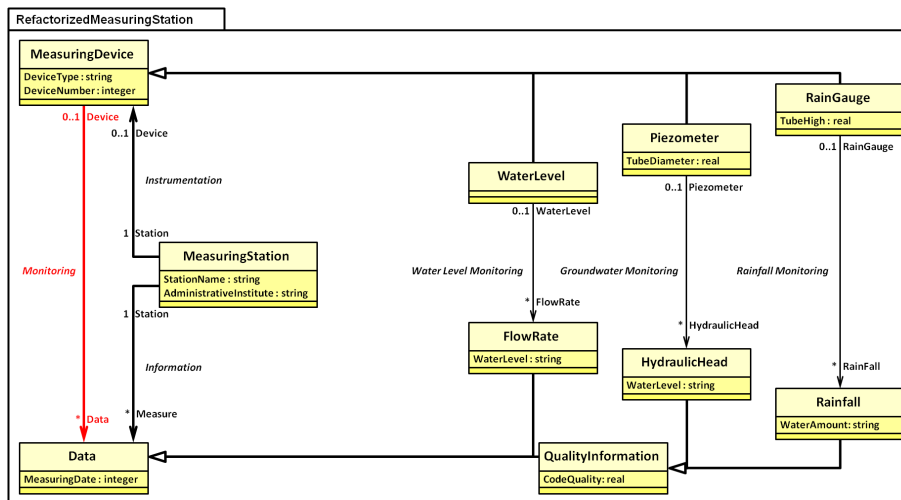 RefactorizedMeasuringStation
MeasuringDevice
DeviceType : string
DeviceNumber : integer
0..1 Device
0..1 Device
Instrumentation
1 Station
Monitoring
MeasuringStation
StationName : string
AdministrativeInstitute : string
1 Station
Information
* Data
* Measure
Data
MeasuringDate : integer
WaterLevel
0..1 WaterLevel
Water Level Monitoring
* FlowRate
FlowRate
WaterLevel : string
Piezometer
TubeDiameter : real
0..1 Piezometer
Groundwater Monitoring
* HydraulicHead
HydraulicHead
WaterLevel : string
RainGauge
TubeHigh : real
0..1 RainGauge
Rainfall Monitoring
* RainFall
Rainfall
WaterAmount: string
QualityInformation
CodeQuality: real